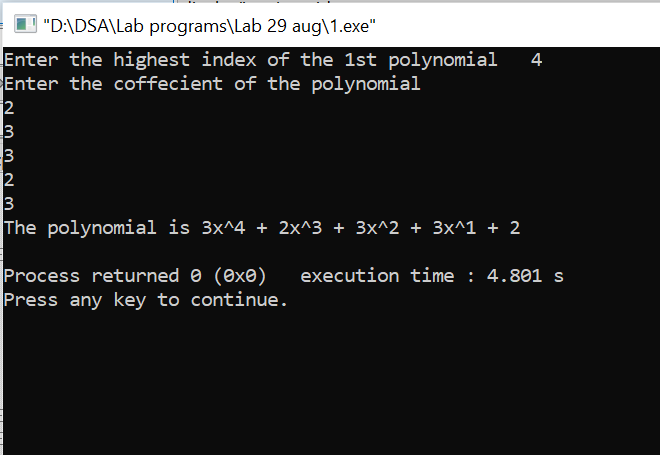 "D:\DSA\Lab programs\Lab 29 aug\1.exe"
Enter the highest index of the 1st polynomial   4
Enter the coffecient of the polynomial
2
3
3
2
3
The polynomial is 3x^4 + 2x^3 + 3x^2 + 3x^1 + 2
Process returned 0 (0x0)   execution time : 4.801 s
Press any key to continue.